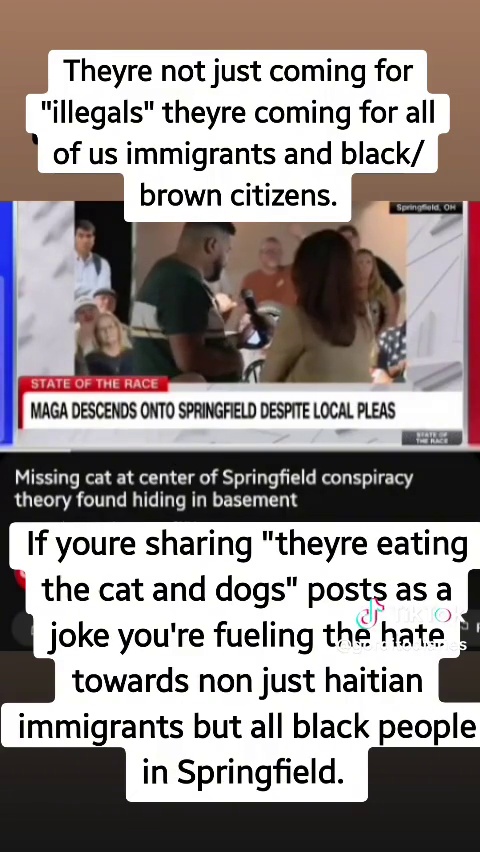 Theyre not just coming for
"illegals" theyre coming for all
of us immigrants and black/
brown citizens.
Springfield, OH
STATE OF THE RACE
MAGA DESCENDS ONTO SPRINGFIELD DESPITE LOCAL PLEAS
STATE OF
THE RACE
Missing cat at center of Springfield conspiracy
theory found hiding in basement
If youre sharing "theyre eating
the cat and dogs" posts as a
joke you're fueling the hate
towards non just haitian
immigrants but all black people
in Springfield.
TikTok